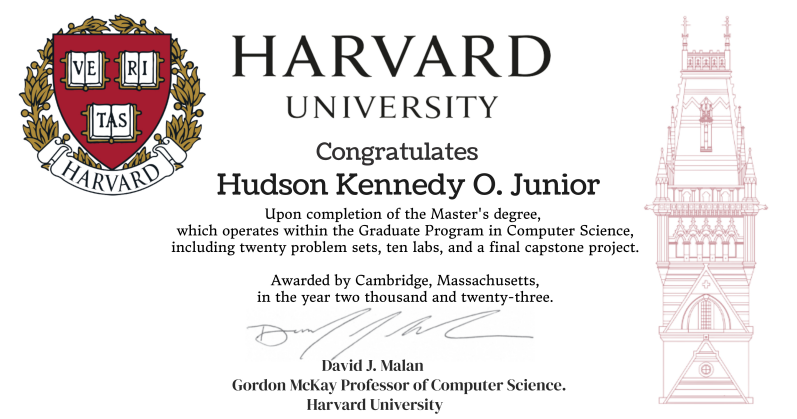 VE RI
TAS
HARVARD
HARVARD
UNIVERSITY
Congratulates
Hudson Kennedy O. Junior
Upon completion of the Master's degree,
which operates within the Graduate Program in Computer Science,
including twenty problem sets, ten labs, and a final capstone project.
Awarded by Cambridge, Massachusetts,
in the year two thousand and twenty-three.
David J. Malan
Gordon McKay Professor of Computer Science.
Harvard University